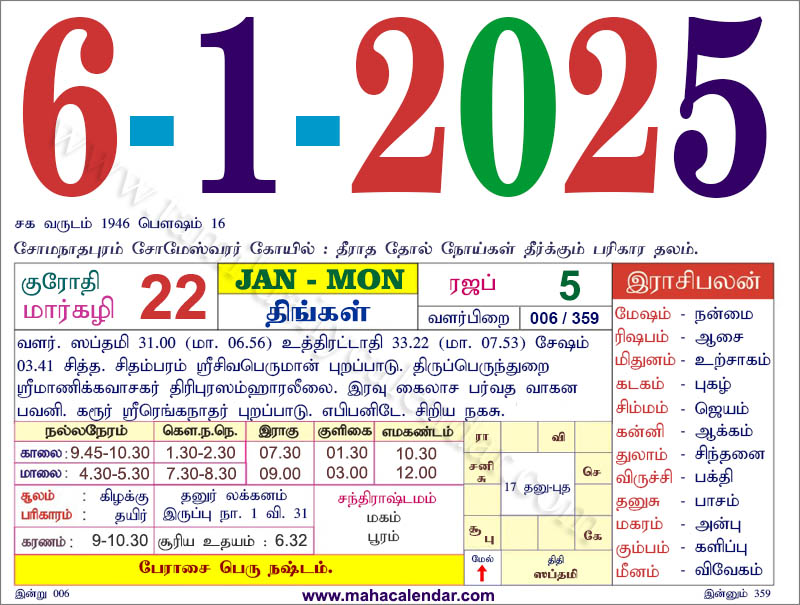 6-1-2025
சக வருடம் 1946 பௌஷம் 16
சோமநாதபுரம் சோமேஸ்வரர் கோயில் : தீராத தோல் நோய்கள் தீர்க்கும் பரிகார தலம்.
குரோதி
மார்கழி 22
JAN - MON
திங்கள்
ரஜப் 5
வளர்பிறை 006 / 359
வளர். ஸப்தமி 31.00 (மா. 06.56) உத்திரட்டாதி 33.22 (மா. 07.53) சேஷம்
03.41 சித்த. சிதம்பரம் ஸ்ரீசிவபெருமான் புறப்பாடு. திருப்பெருந்துறை
ஸ்ரீமாணிக்கவாசகர் திரிபுரஸம்ஹாரலீலை. இரவு கைலாச பர்வத வாகன
பவனி. கரூர் ஸ்ரீரெங்கநாதர் புறப்பாடு. எபிபனிடே. சிறிய நகசு.
இராசிபலன்
மேஷம் - நன்மை
ரிஷபம் - ஆசை
மிதுனம் - உற்சாகம்
கடகம் - புகழ்
சிம்மம் - ஜெயம்
கன்னி - ஆக்கம்
துலாம் - சிந்தனை
விருச்சி - பக்தி
தனுசு - பாசம்
மகரம் - அன்பு
கும்பம் - களிப்பு
மீனம் - விவேகம்
நல்லநேரம் கௌ.ந.நெ. இராகு குளிகை எமகண்டம்
காலை: 9.45-10.30 1.30-2.30 07.30 01.30 10.30
மாலை: 4.30-5.30 7.30-8.30 09.00 03.00 12.00
சூலம் : கிழக்கு
பரிகாரம் : தயிர்
தனுர் லக்கனம்
இருப்பு நா. 1 வி. 31
சந்திராஷ்டமம்
மகம்
பூரம்
கரணம் : 9-10.30 சூரிய உதயம் : 6.32
பேராசை பெரு நஷ்டம்.
ரா வி
சனி
சு
செ
17 தனு-புத
சூ
பு
கே
மேல்
திதி
ஸப்தமி
இன்று 006
www.mahacalendar.com
இன்னும் 359